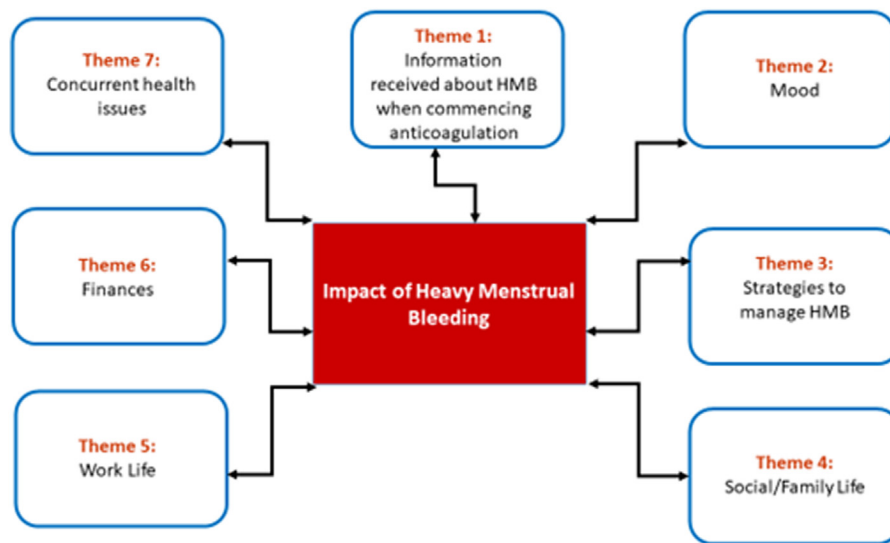 Theme 1:
Information
received about HMB
when commencing
anticoagulation
Theme 2:
Mood
Theme 3:
Strategies to
manage HMB
Theme 4:
Social/Family Life
Theme 5:
Work Life
Theme 6:
Finances
Theme 7:
Concurrent health
issues
Impact of Heavy Menstrual
Bleeding